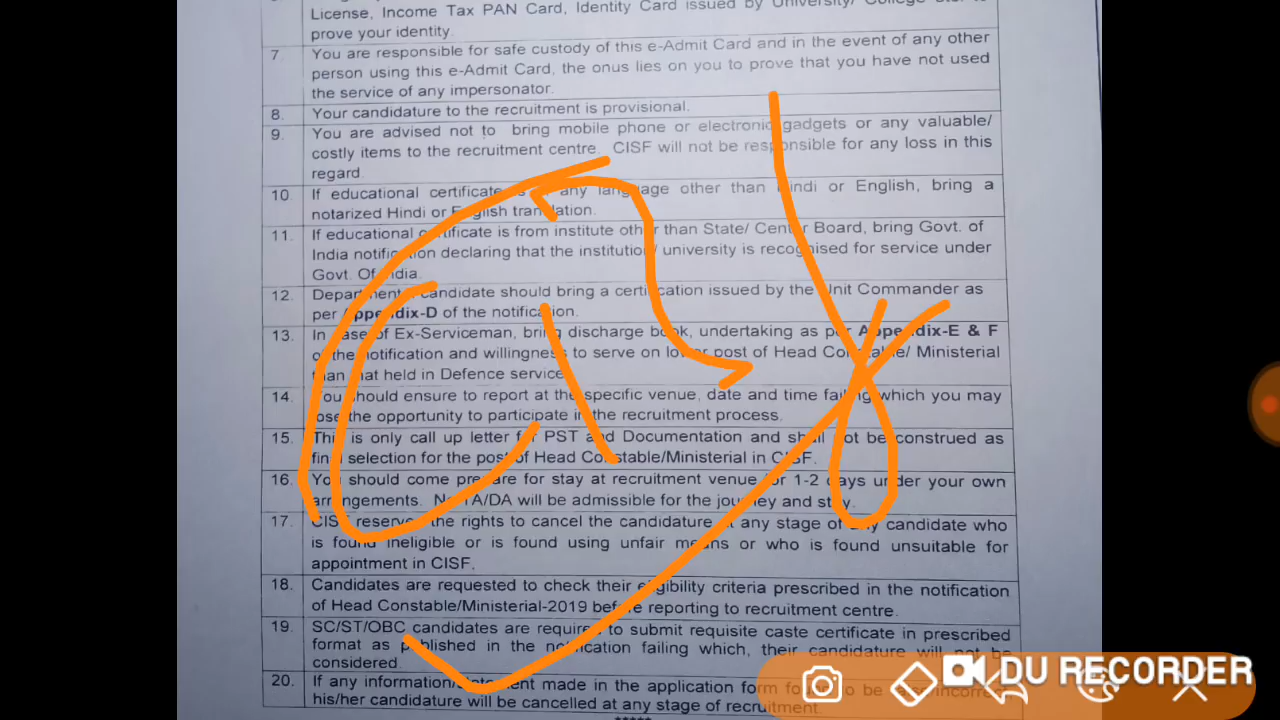 License, Income Tax PAN Card, Identity Card issued by University/ College
prove your identity.
7 You are responsible for safe custody of this e-Admit Card and in the event of any other
person using this e-Admit Card, the onus lies on you to prove that you have not used
the service of any impersonator.
8. Your candidature to the recruitment is provisional.
9. You are advised not to bring mobile phone or electronic gadgets or any valuable/
costly items to the recruitment centre. CISF will not be responsible for any loss in this
regard.
10 If educational certificate any language other than Hindi or English, bring a
notarized Hindi or English translation.
11. If educational certificate is from institute other than State/ Center Board, bring Govt. of
India notification declaring that the institution/ university is recognised for service under
Govt. Of India.
12. Departmental candidate should bring a certification issued by the Unit Commander as
per Appendix-D of the notification.
13. In case of Ex-Serviceman, bring discharge book, undertaking as per Appendix-E & F
of the notification and willingness to serve on lower post of Head Constable/ Ministerial
than that held in Defence service
14. You should ensure to report at the specific venue, date and time failing which you may
lose the opportunity to participate in the recruitment process.
15. This is only call up letter for PST and Documentation and shall not be construed as
final selection for the post of Head Constable/Ministerial in CISF.
16. You should come prepare for stay at recruitment venue for 1-2 days under your own
arrangements. No TA/DA will be admissible for the journey and stay.
17. CISF reserves the rights to cancel the candidature at any stage of any candidate who
is found ineligible or is found using unfair means or who is found unsuitable for
appointment in CISF.
18. Candidates are requested to check their eligibility criteria prescribed in the notification
of Head Constable/Ministerial-2019 before reporting to recruitment centre.
19. SC/ST/OBC candidates are required to submit requisite caste certificate in prescribed
format as published in the notification failing which, their candidature will not be
considered.
20. If any information/statement made in the application form found to be false/incorrect
his/her candidature will be cancelled at any stage of recruitment.
*****
DU RECORDER